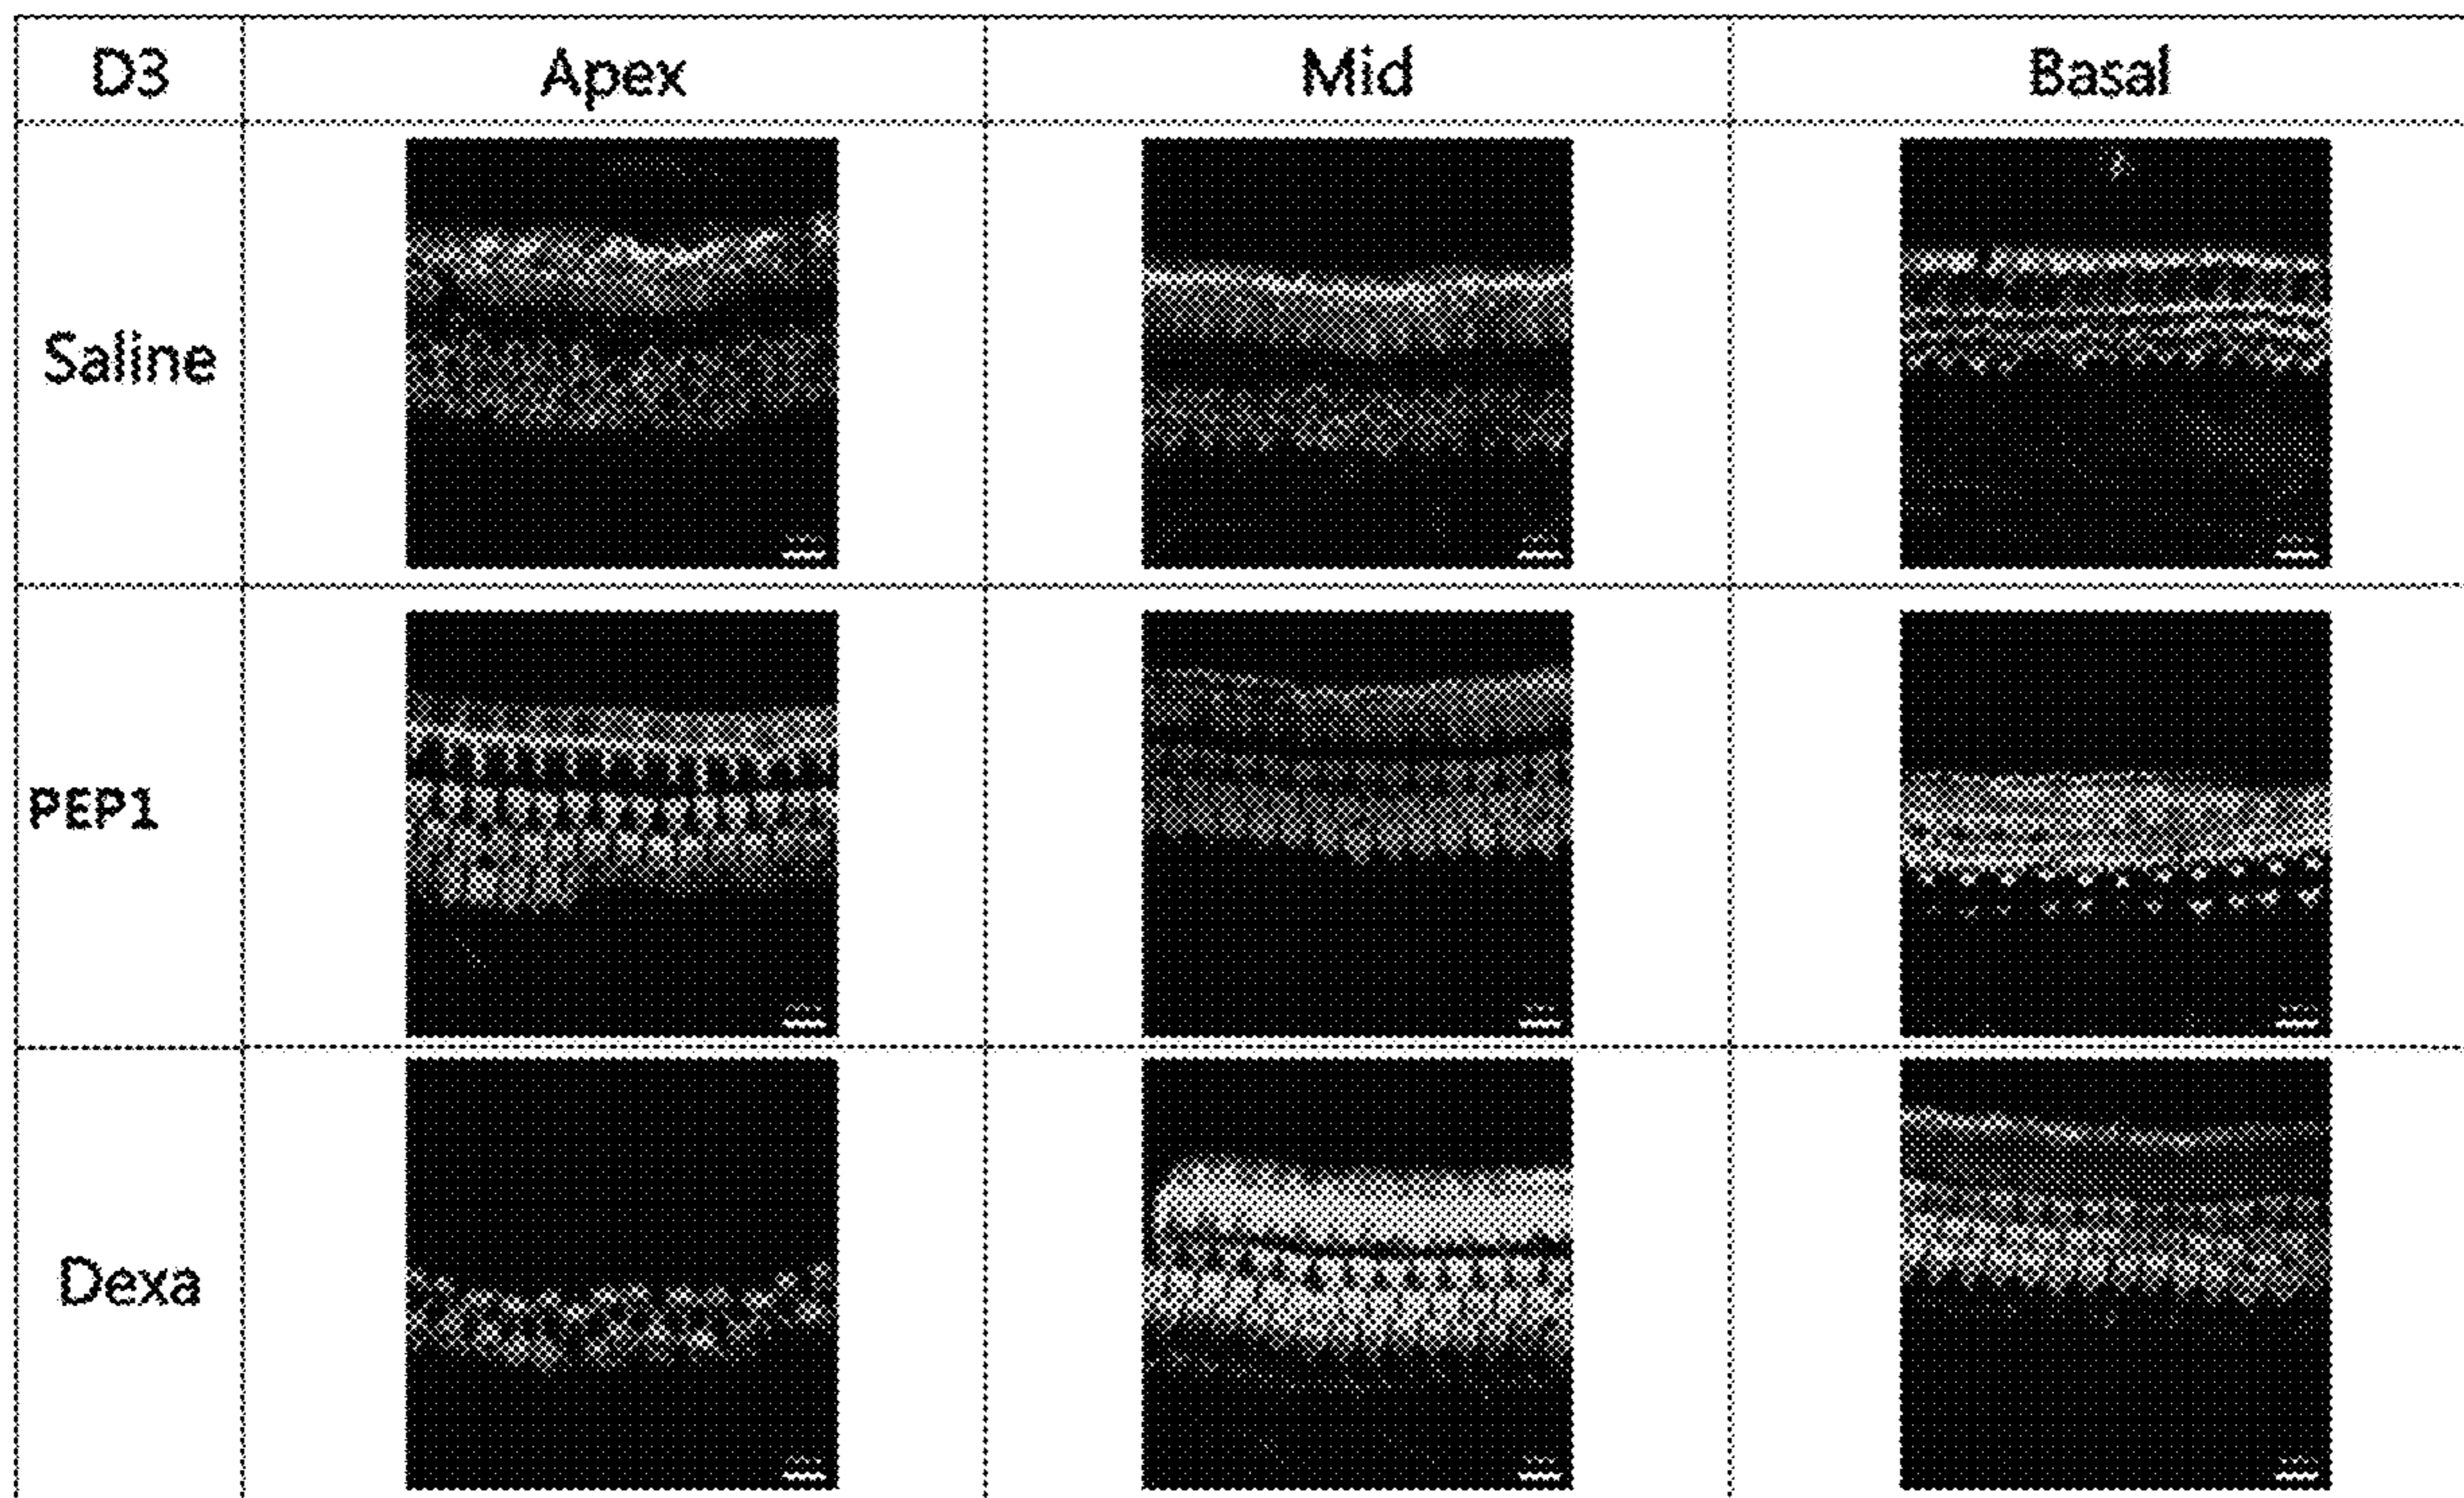 D3 Apex Mid Basal
Saline
PEP1
Dexa